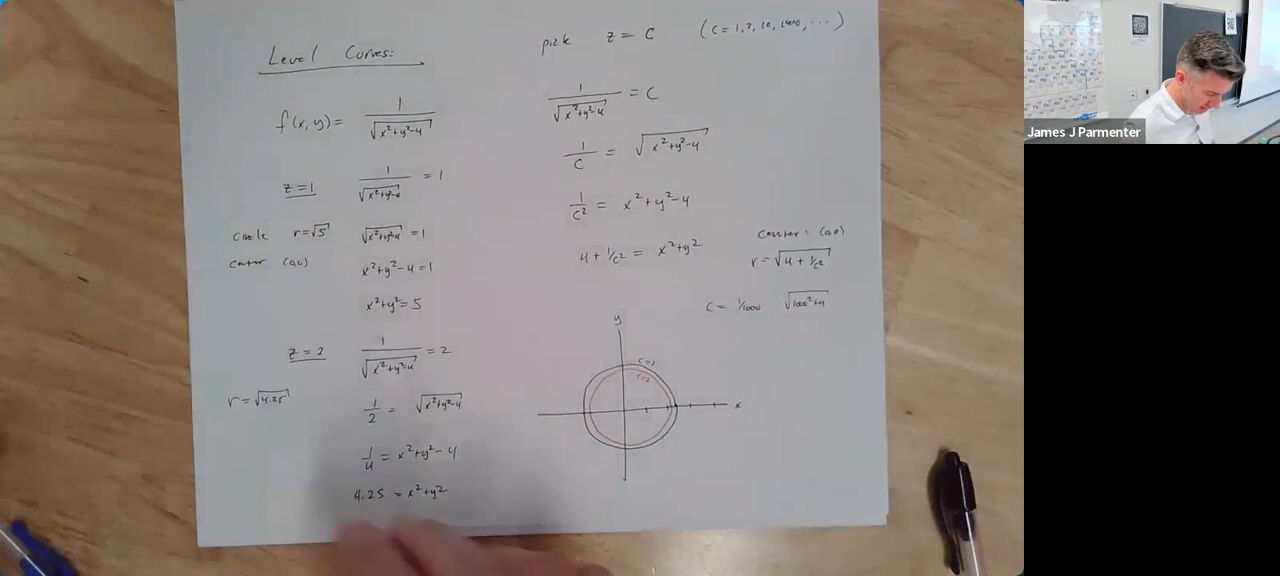 Level Curves:
f(x,y) = 1/√(x²+y²-4)
z=1 1/√(x²+y²-4) = 1
circle r=√5 √(x²+y²-4) = 1
center (0,0)
x²+y²-4=1
x²+y²=5
z=2 1/√(x²+y²-4) = 2
r=√4.25
1/2 = √(x²+y²-4)
1/4 = x²+y²-4
4.25 = x²+y²
pick z = C (C=1,2,10, 1000, ...)
1/√(x²+y²-4) = C
1/C = √(x²+y²-4)
1/C² = x²+y²-4
4+1/C² = x²+y²
center: (0,0)
r=√(4+1/C²)
C= 1/1000 √(1000²+4)
y
C=1
C=2
x
James J Parmenter